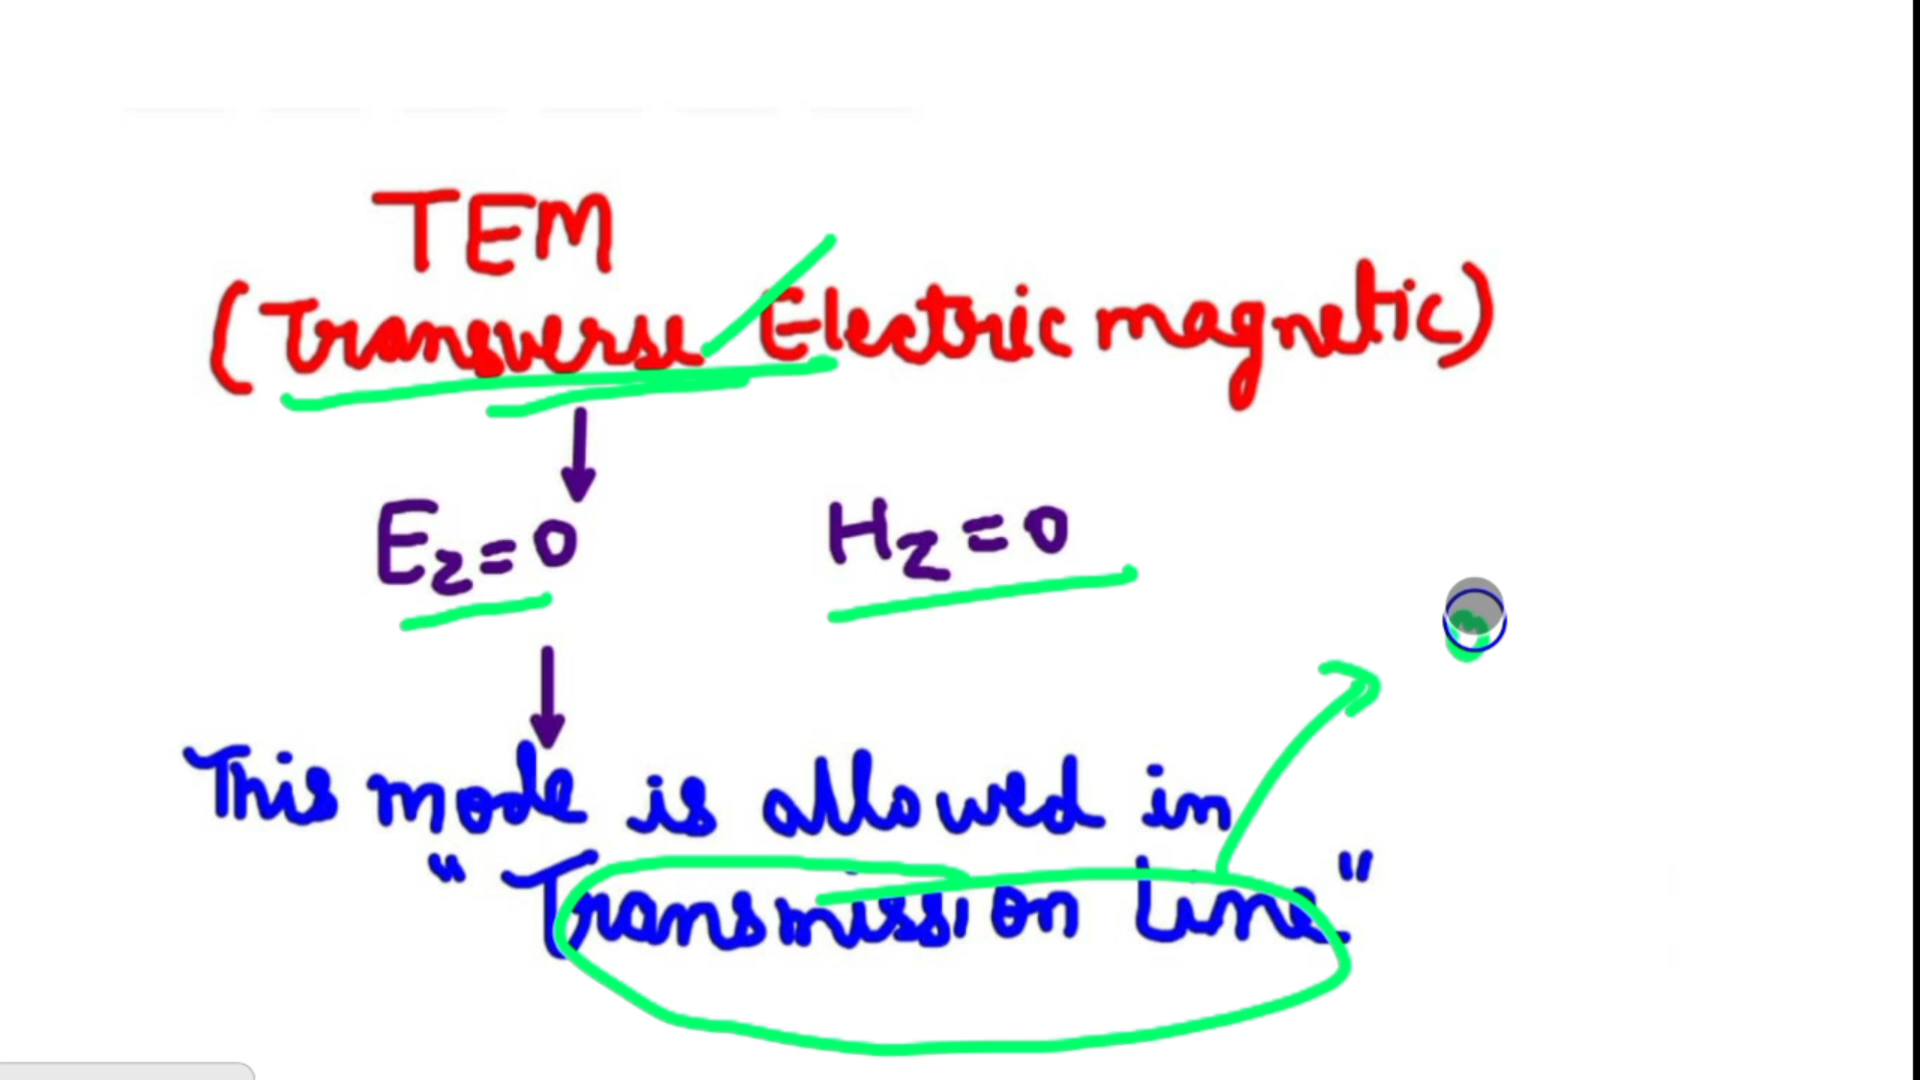 TEM
(Transverse Electric magnetic)
Ez=0 Hz=0
This mode is allowed in
"Transmission Line"